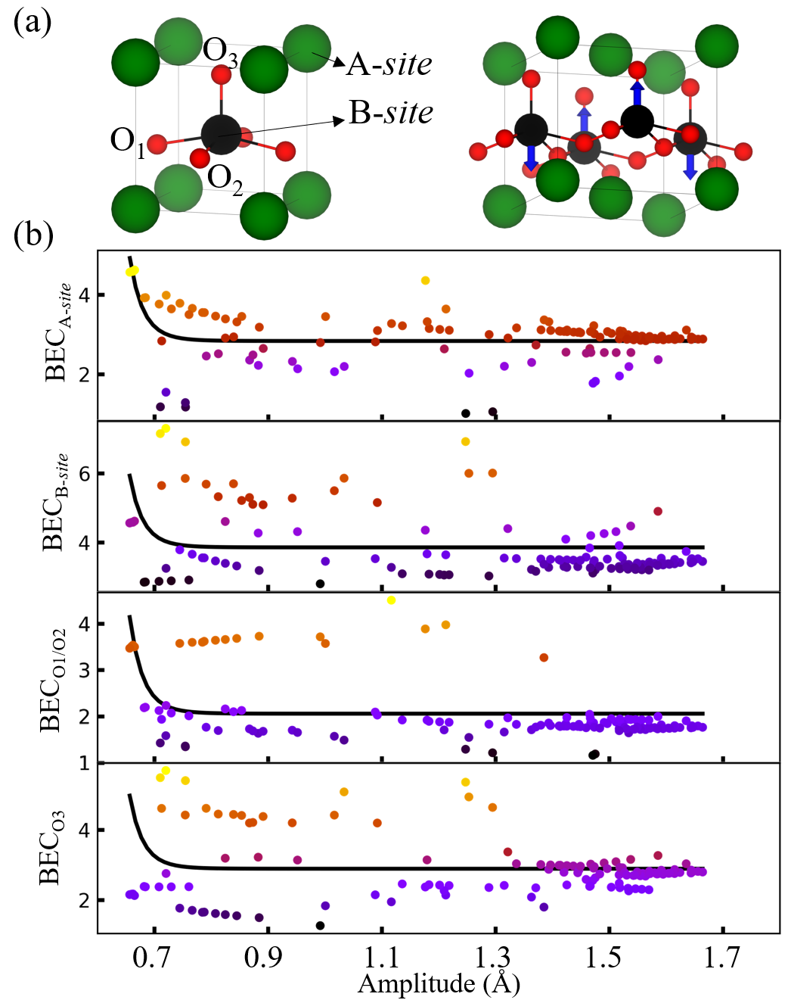 (a)
O3
A-site
B-site
O1
O2
(b)
BECA-site
4
2
BECB-site
6
4
BECO1/O2
4
3
2
1
BECO3
4
2
0.7 0.9 1.1 1.3 1.5 1.7
Amplitude (Å)